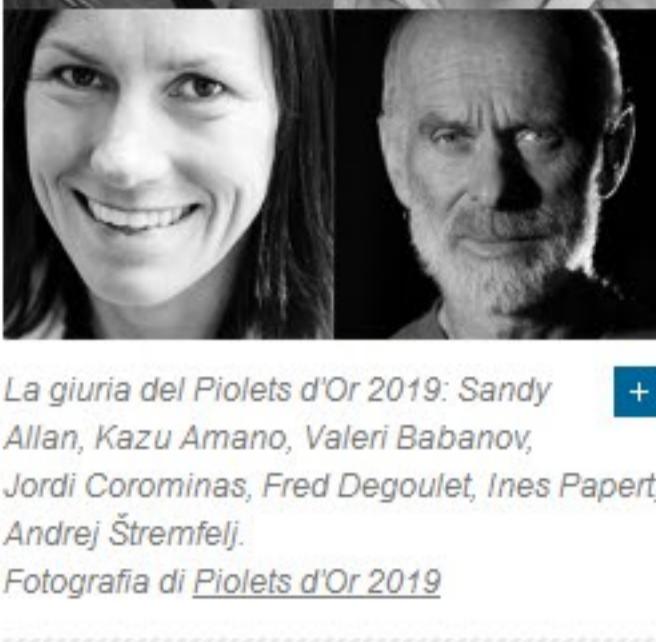 La giuria del Piolets d'Or 2019: Sandy
+
Allan, Kazu Amano, Valeri Babanov,
Jordi Corominas, Fred Degoulet, Ines Papert,
Andrej Štremfelj.
Fotografia di Piolets d'Or 2019